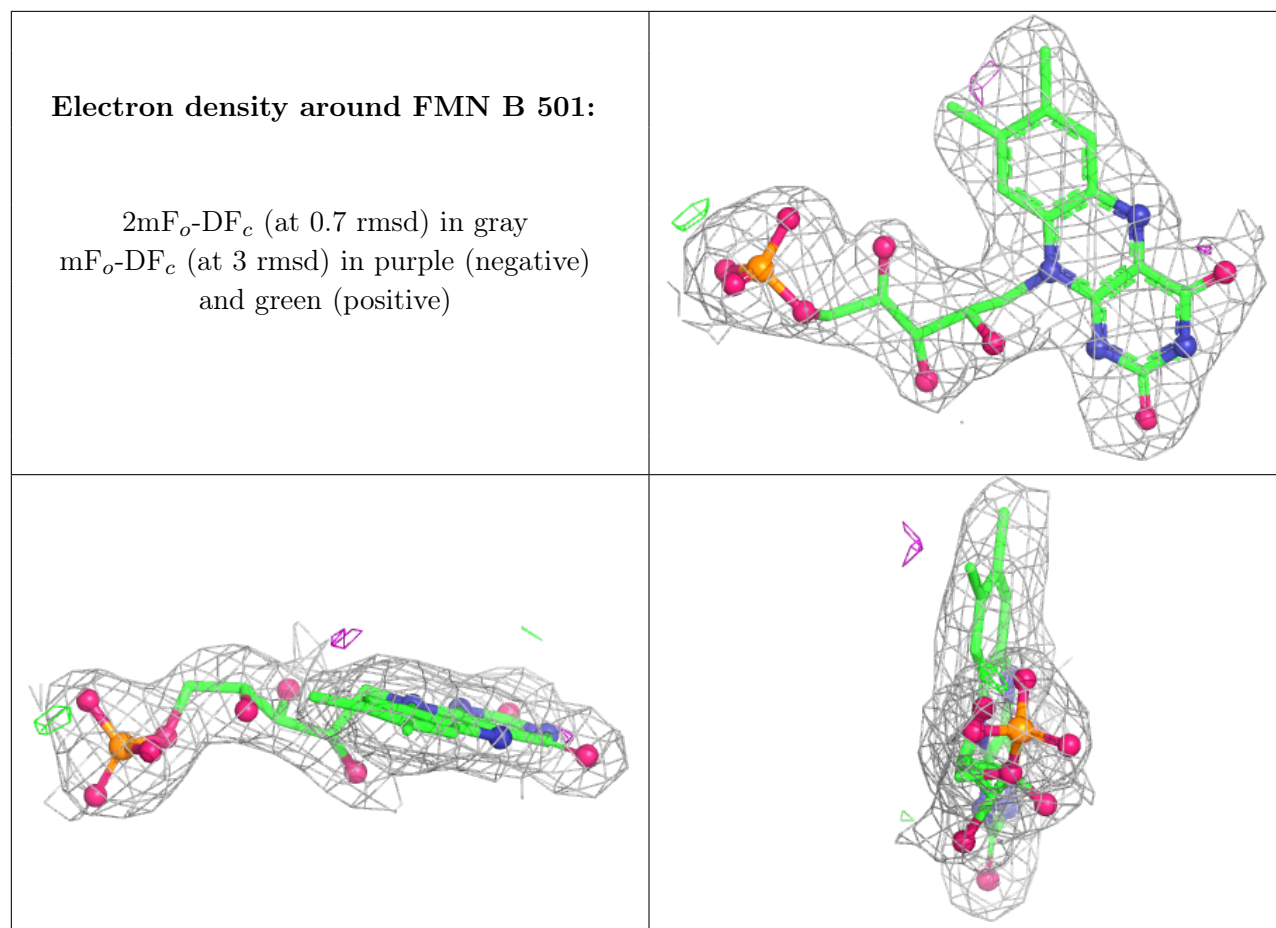 Electron density around FMN B 501:
2mFo-DFc (at 0.7 rmsd) in gray
mFo-DFc (at 3 rmsd) in purple (negative)
and green (positive)